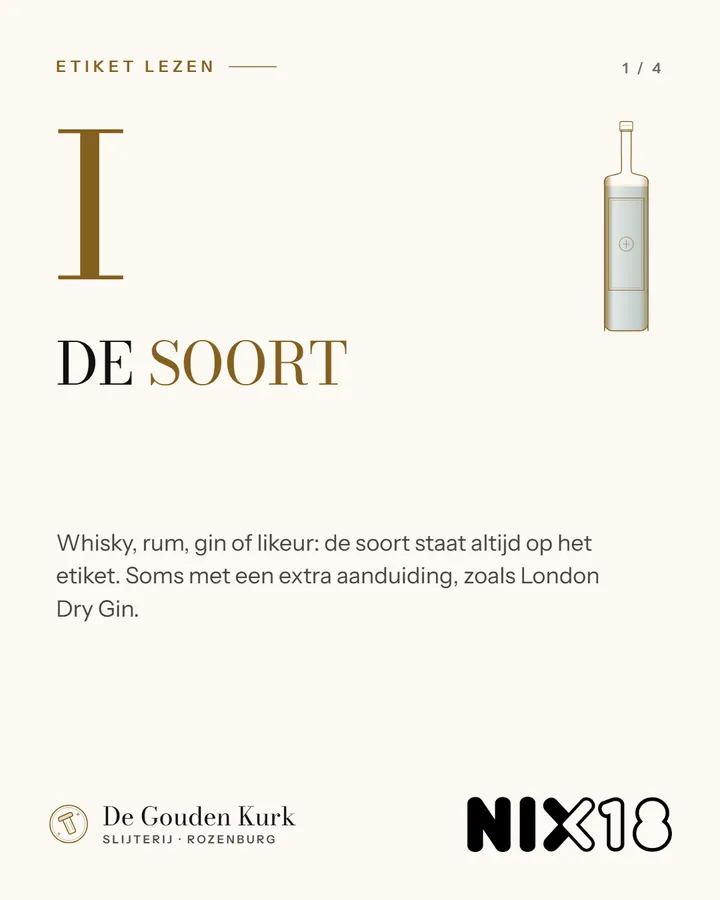 ETIKET LEZEN
1 / 4
I
DE SOORT
Whisky, rum, gin of likeur: de soort staat altijd op het
etiket. Soms met een extra aanduiding, zoals London
Dry Gin.
De Gouden Kurk
SLIJTERIJ · ROZENBURG
NIX18